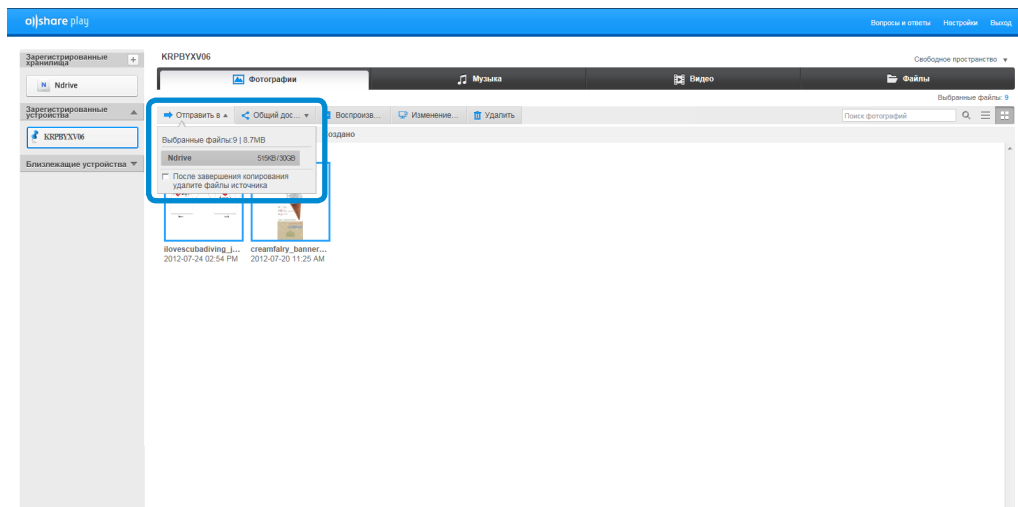 allshare play
Вопросы и ответы Настройки Выход
Зарегистрированные
хранилища
Ndrive
Зарегистрированные
устройства
KRPBYXV06
Близлежащие устройства
KRPBYXV06
Свободное пространство
Фотографии Музыка Видео Файлы
Выбранные файлы: 9
Отправить в Общий дос... Воспроизв... Изменение... Удалить
Поиск фотографий
Выбранные файлы:9 | 8.7MB
оздано
Ndrive 515KB/30GB
После завершения копирования
удалите файлы источника
ilovescubadiving_j... creamfalry_banner...
2012-07-24 02:54 PM 2012-07-20 11:25 AM